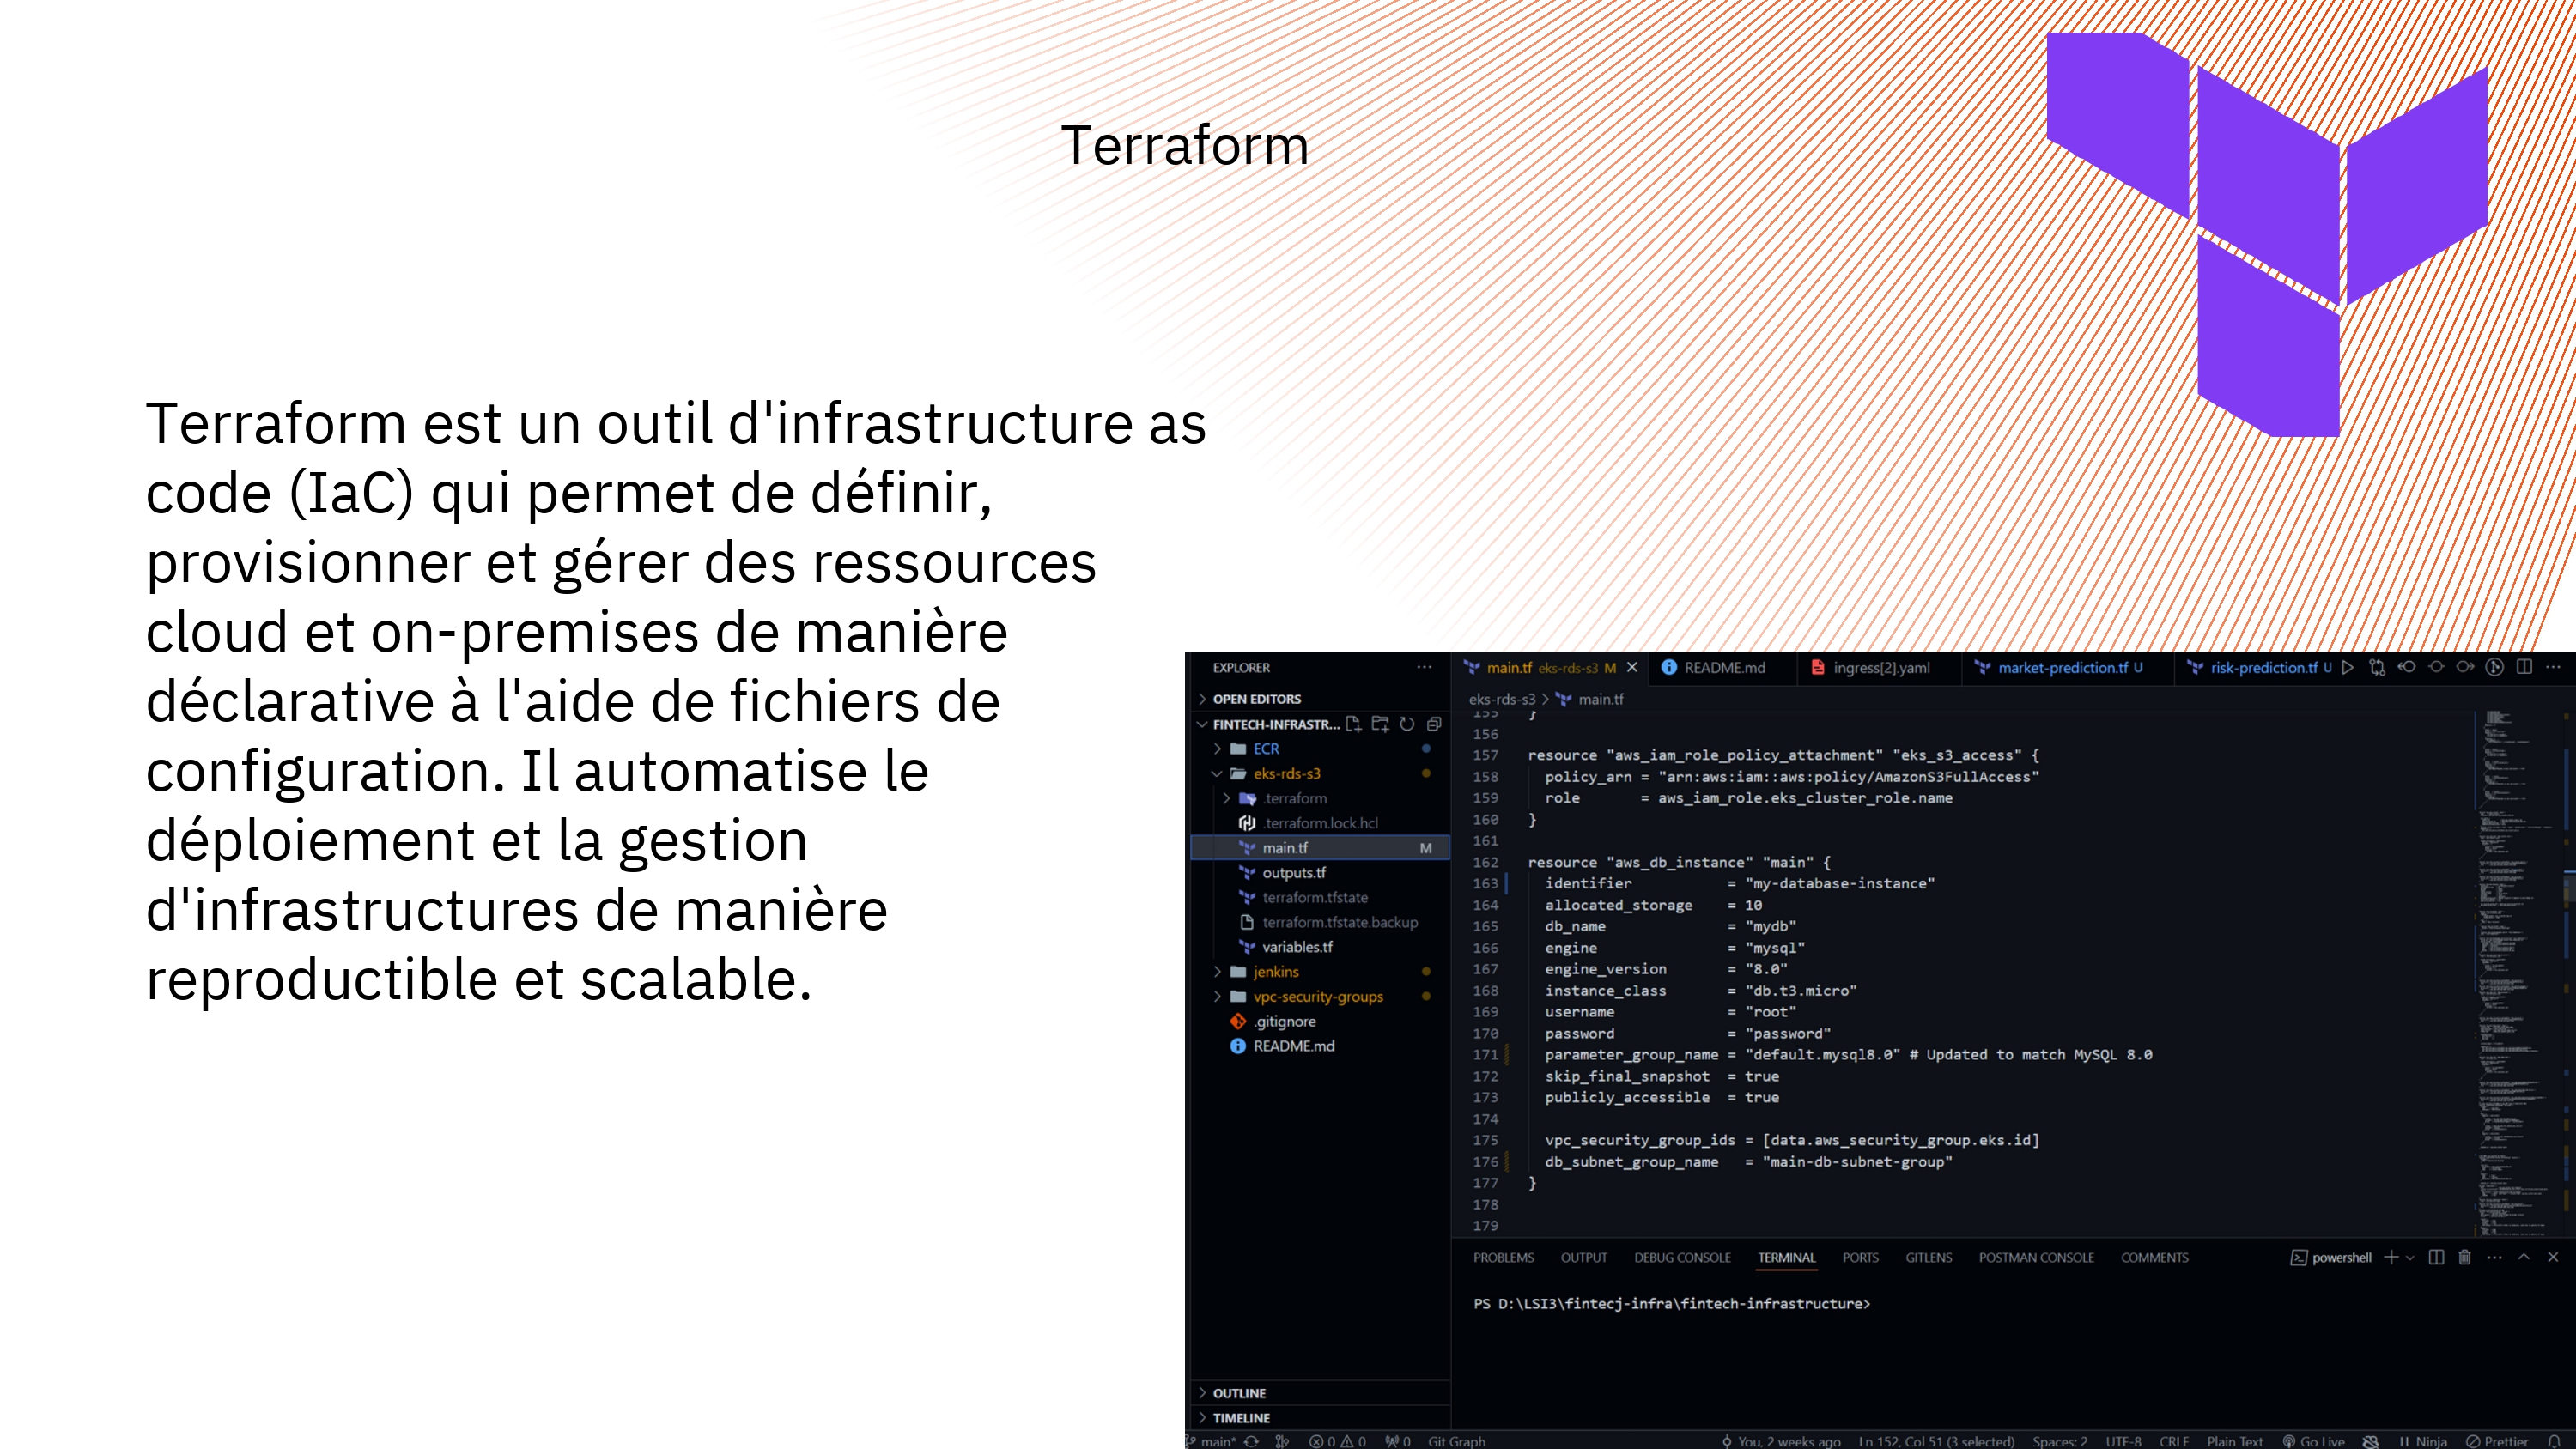 Terraform
Terraform est un outil d'infrastructure as
code (IaC) qui permet de définir,
provisionner et gérer des ressources
cloud et on-premises de manière
déclarative à l'aide de fichiers de
configuration. Il automatise le
déploiement et la gestion
d'infrastructures de manière
reproductible et scalable.
EXPLORER
OPEN EDITORS
FINTECH-INFRASTR...
ECR
eks-rds-s3
.terraform
.terraform.lock.hcl
main.tf M
outputs.tf
terraform.tfstate
terraform.tfstate.backup
variables.tf
jenkins
vpc-security-groups
.gitignore
README.md
OUTLINE
TIMELINE
main.tf eks-rds-s3 M README.md ingress[2].yaml market-prediction.tf U risk-prediction.tf U
eks-rds-s3 > main.tf
155 }
156
157 resource "aws_iam_role_policy_attachment" "eks_s3_access" {
158 policy_arn = "arn:aws:iam::aws:policy/AmazonS3FullAccess"
159 role = aws_iam_role.eks_cluster_role.name
160 }
161
162 resource "aws_db_instance" "main" {
163 identifier = "my-database-instance"
164 allocated_storage = 10
165 db_name = "mydb"
166 engine = "mysql"
167 engine_version = "8.0"
168 instance_class = "db.t3.micro"
169 username = "root"
170 password = "password"
171 parameter_group_name = "default.mysql8.0" # Updated to match MySQL 8.0
172 skip_final_snapshot = true
173 publicly_accessible = true
174
175 vpc_security_group_ids = [data.aws_security_group.eks.id]
176 db_subnet_group_name = "main-db-subnet-group"
177 }
178
179
PROBLEMS OUTPUT DEBUG CONSOLE TERMINAL PORTS GITLENS POSTMAN CONSOLE COMMENTS powershell
PS D:\LSI3\fintecj-infra\fintech-infrastructure>
main* 0 0 0 Git Graph You, 2 weeks ago Ln 152, Col 51 (3 selected) Spaces: 2 UTF-8 CRLF Plain Text Go Live Ninja Prettier